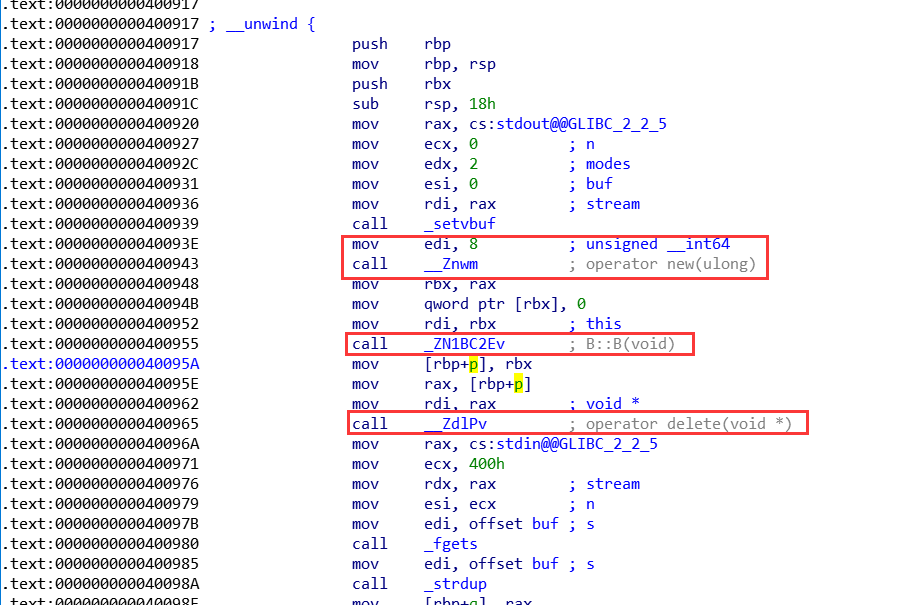 .text:0000000000400917
.text:0000000000400917 ; __unwind {
.text:0000000000400917 push rbp
.text:0000000000400918 mov rbp, rsp
.text:000000000040091B push rbx
.text:000000000040091C sub rsp, 18h
.text:0000000000400920 mov rax, cs:stdout@@GLIBC_2_2_5
.text:0000000000400927 mov ecx, 0 ; n
.text:000000000040092C mov edx, 2 ; modes
.text:0000000000400931 mov esi, 0 ; buf
.text:0000000000400936 mov rdi, rax ; stream
.text:0000000000400939 call _setvbuf
.text:000000000040093E mov edi, 8 ; unsigned __int64
.text:0000000000400943 call __Znwm ; operator new(ulong)
.text:0000000000400948 mov rbx, rax
.text:000000000040094B mov qword ptr [rbx], 0
.text:0000000000400952 mov rdi, rbx ; this
.text:0000000000400955 call _ZN1BC2Ev ; B::B(void)
.text:000000000040095A mov [rbp+p], rbx
.text:000000000040095E mov rax, [rbp+p]
.text:0000000000400962 mov rdi, rax ; void *
.text:0000000000400965 call __ZdlPv ; operator delete(void *)
.text:000000000040096A mov rax, cs:stdin@@GLIBC_2_2_5
.text:0000000000400971 mov ecx, 400h
.text:0000000000400976 mov rdx, rax ; stream
.text:0000000000400979 mov esi, ecx ; n
.text:000000000040097B mov edi, offset buf ; s
.text:0000000000400980 call _fgets
.text:0000000000400985 mov edi, offset buf ; s
.text:000000000040098A call _strdup
.text:000000000040098F mov [rbp+q], rax